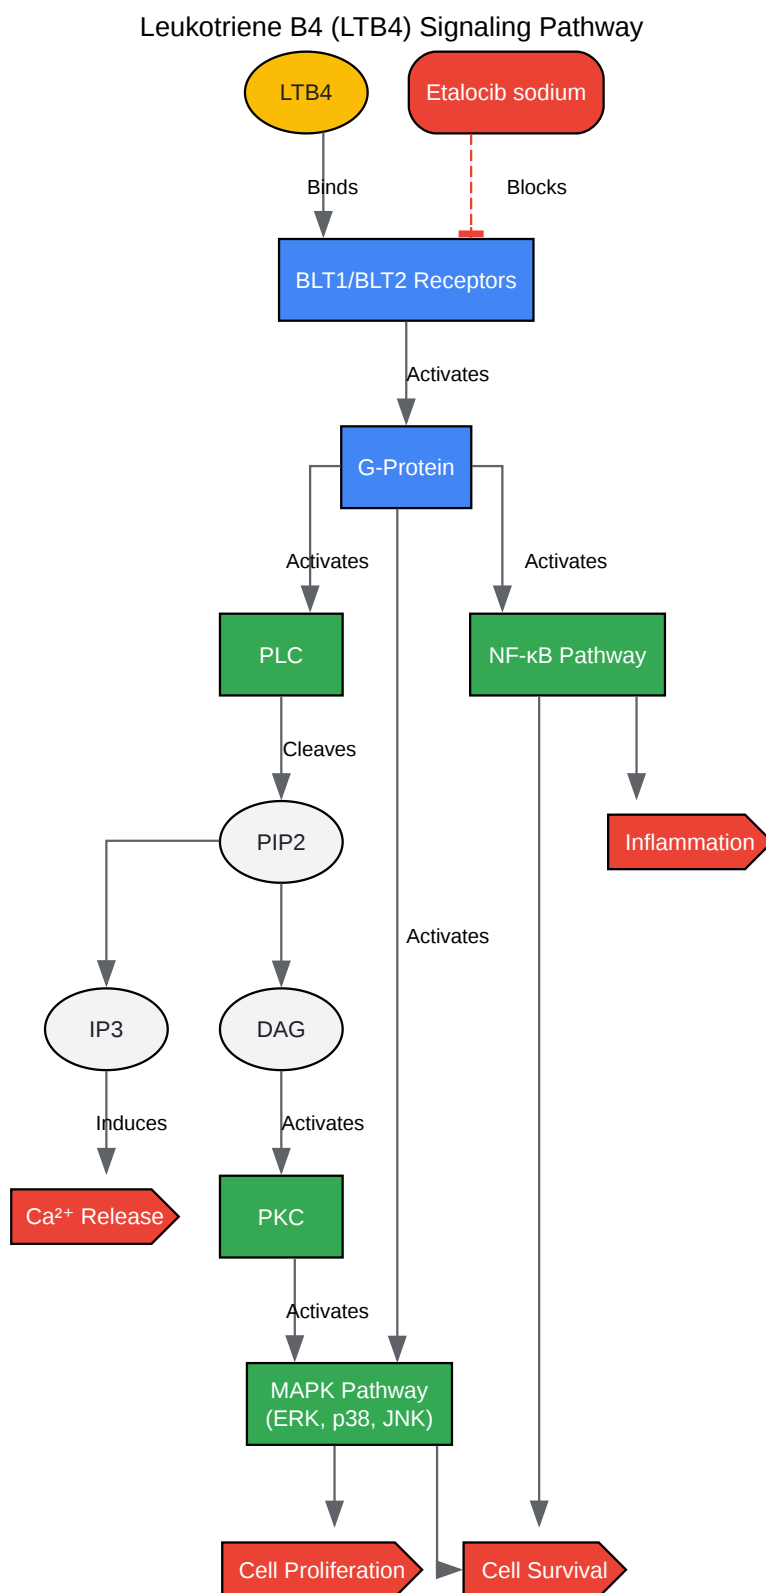 Leukotriene B4 (LTB4) Signaling Pathway
LTB4
Etalocib sodium
Binds
Blocks
BLT1/BLT2 Receptors
Activates
G-Protein
Activates
Activates
PLC
NF-κB Pathway
Cleaves
PIP2
Inflammation
Activates
IP3
DAG
Induces
Activates
Ca²⁺ Release
PKC
Activates
MAPK Pathway
(ERK, p38, JNK)
Cell Proliferation
Cell Survival